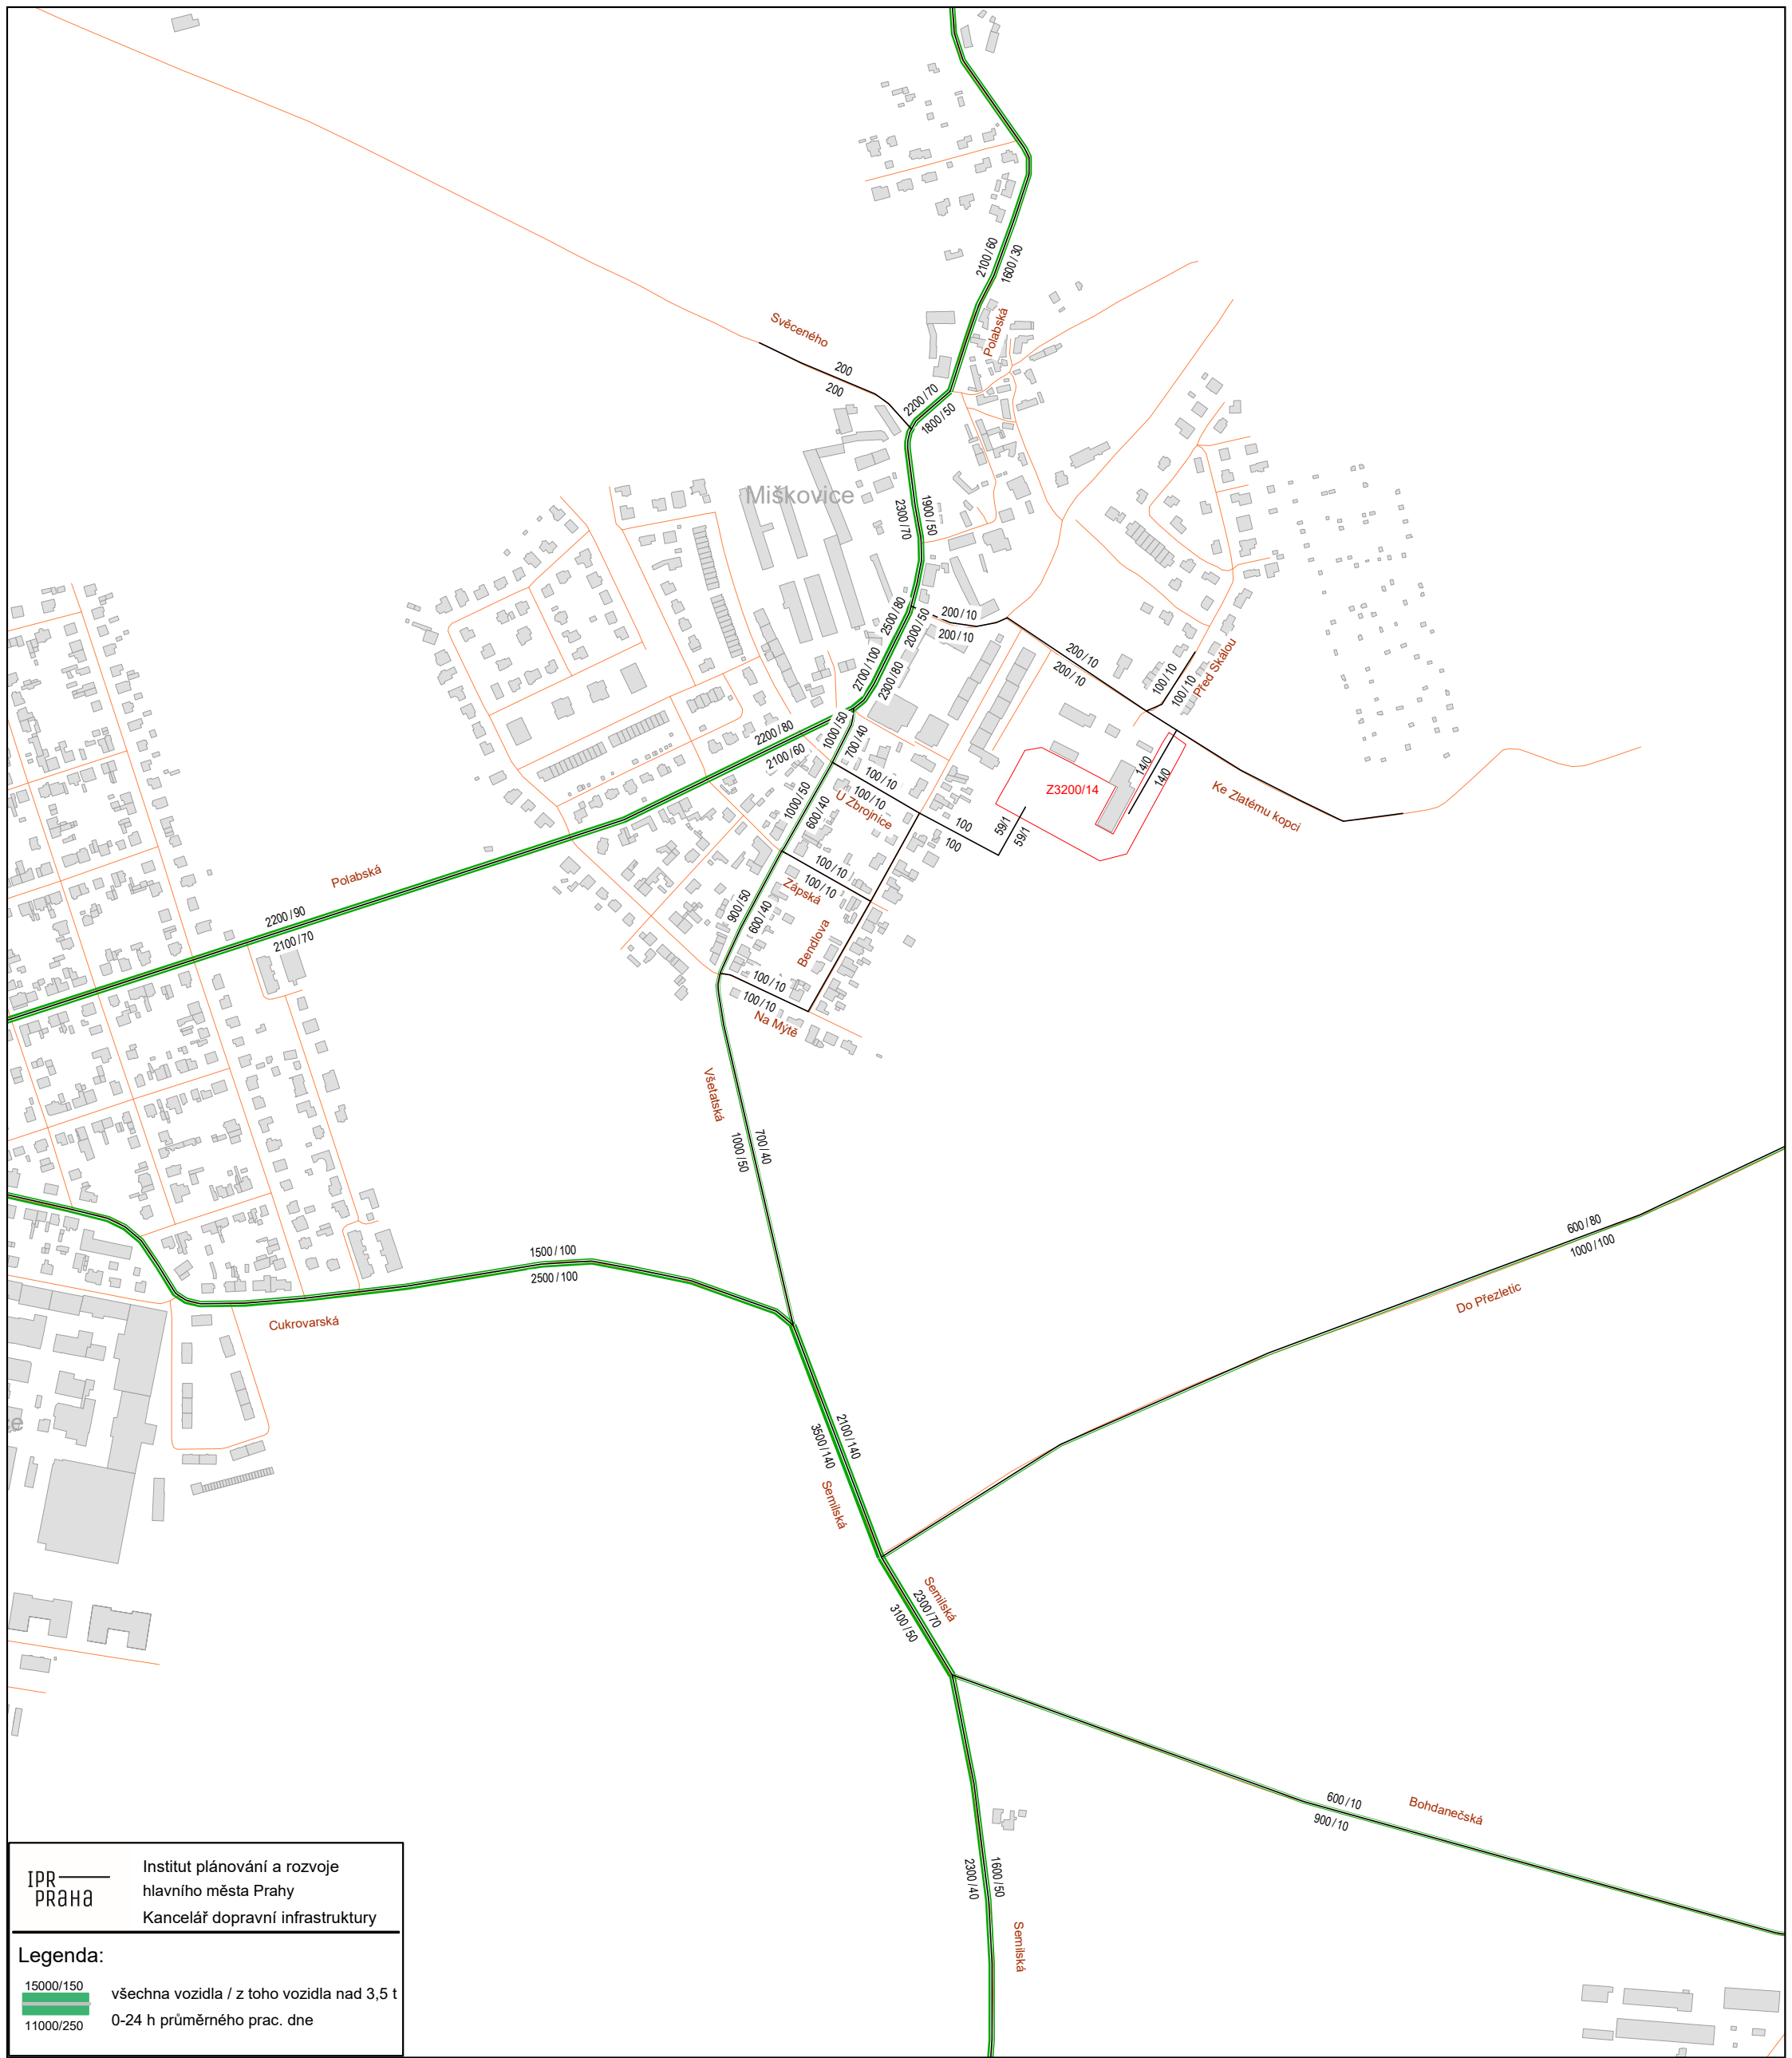 2100/60
1600/30
Polabská
Svěceného
200
200
2200/70
1800/50
Miškovice
2300/70
1900/50
2500/80
2000/50
200/10
200/10
2700/100
2300/80
200/10
200/10
100/10
100/10
Před Skálou
2200/80
2100/60
1000/50
700/40
100/10
100/10
U Zbrojnice
1000/50
600/40
14/0
14/0
Z3200/14
Ke Zlatému kopci
100
100
59/1
59/1
Polabská
2200/90
2100/70
100/10
100/10
Zápská
900/50
600/40
Bendlova
100/10
100/10
Na Mýtě
Všetatská
700/40
1000/50
600/80
1000/100
Do Přezletic
1500/100
2500/100
Cukrovarská
ce
2100/140
3500/140
Semilská
Semilská
2300/70
3100/50
600/10
900/10
Bohdanečská
1600/50
2300/40
Semilská
IPR
PRAHA
Institut plánování a rozvoje
hlavního města Prahy
Kancelář dopravní infrastruktury
Legenda:
15000/150
11000/250
všechna vozidla / z toho vozidla nad 3,5 t
0-24 h průměrného prac. dne